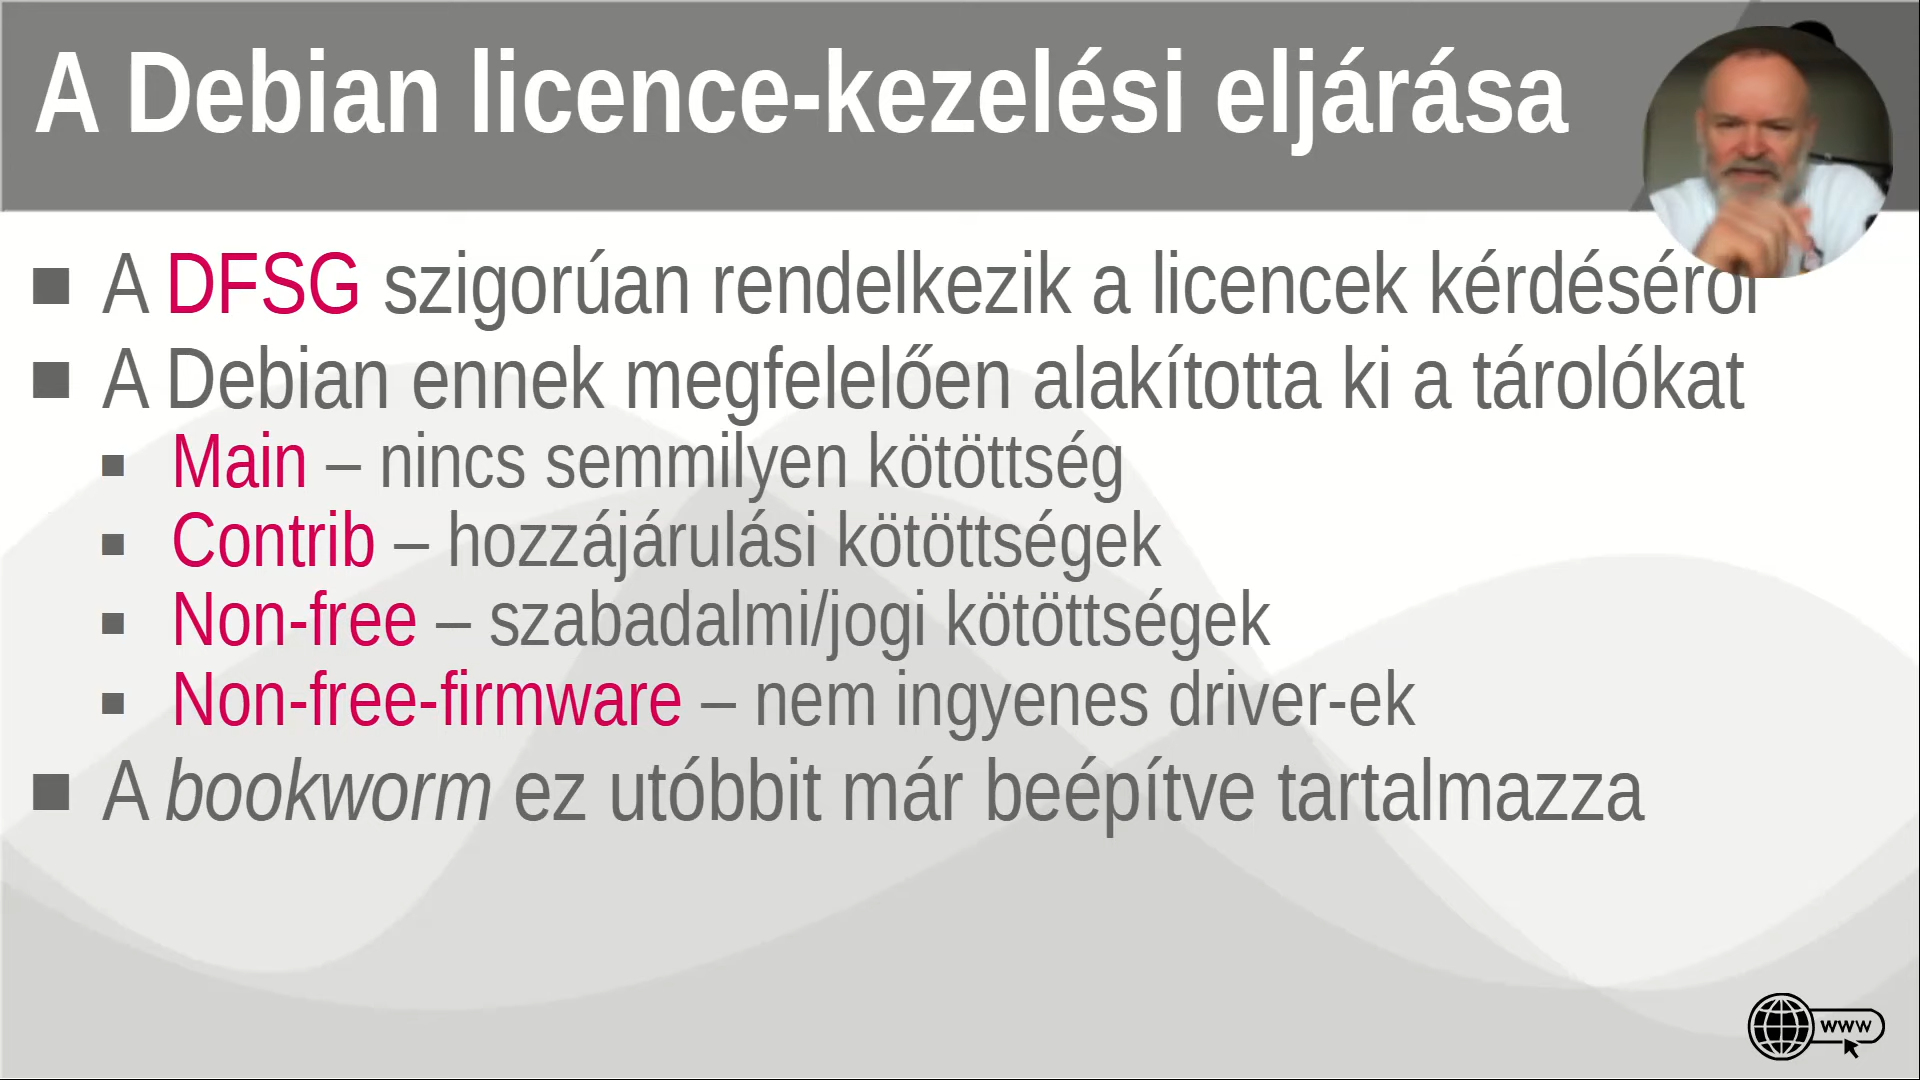 A Debian licence-kezelési eljárása
A DFSG szigorúan rendelkezik a licencek kérdéséről
A Debian ennek megfelelően alakította ki a tárolókat
Main – nincs semmilyen kötöttség
Contrib – hozzájárulási kötöttségek
Non-free – szabadalmi/jogi kötöttségek
Non-free-firmware – nem ingyenes driver-ek
A bookworm ez utóbbit már beépítve tartalmazza
www